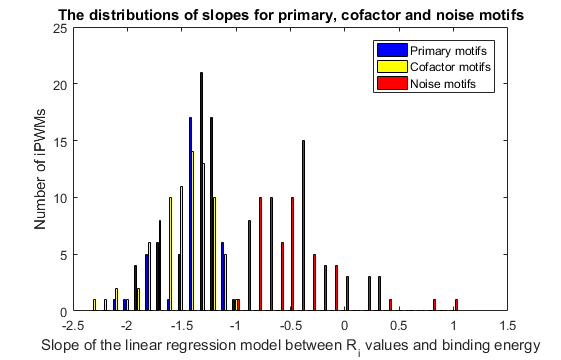 The distributions of slopes for primary, cofactor and noise motifs
25
20
15
10
5
0
Number of iPWMs
Primary motifs
Cofactor motifs
Noise motifs
-2.5 -2 -1.5 -1 -0.5 0 0.5 1 1.5
Slope of the linear regression model between Ri values and binding energy